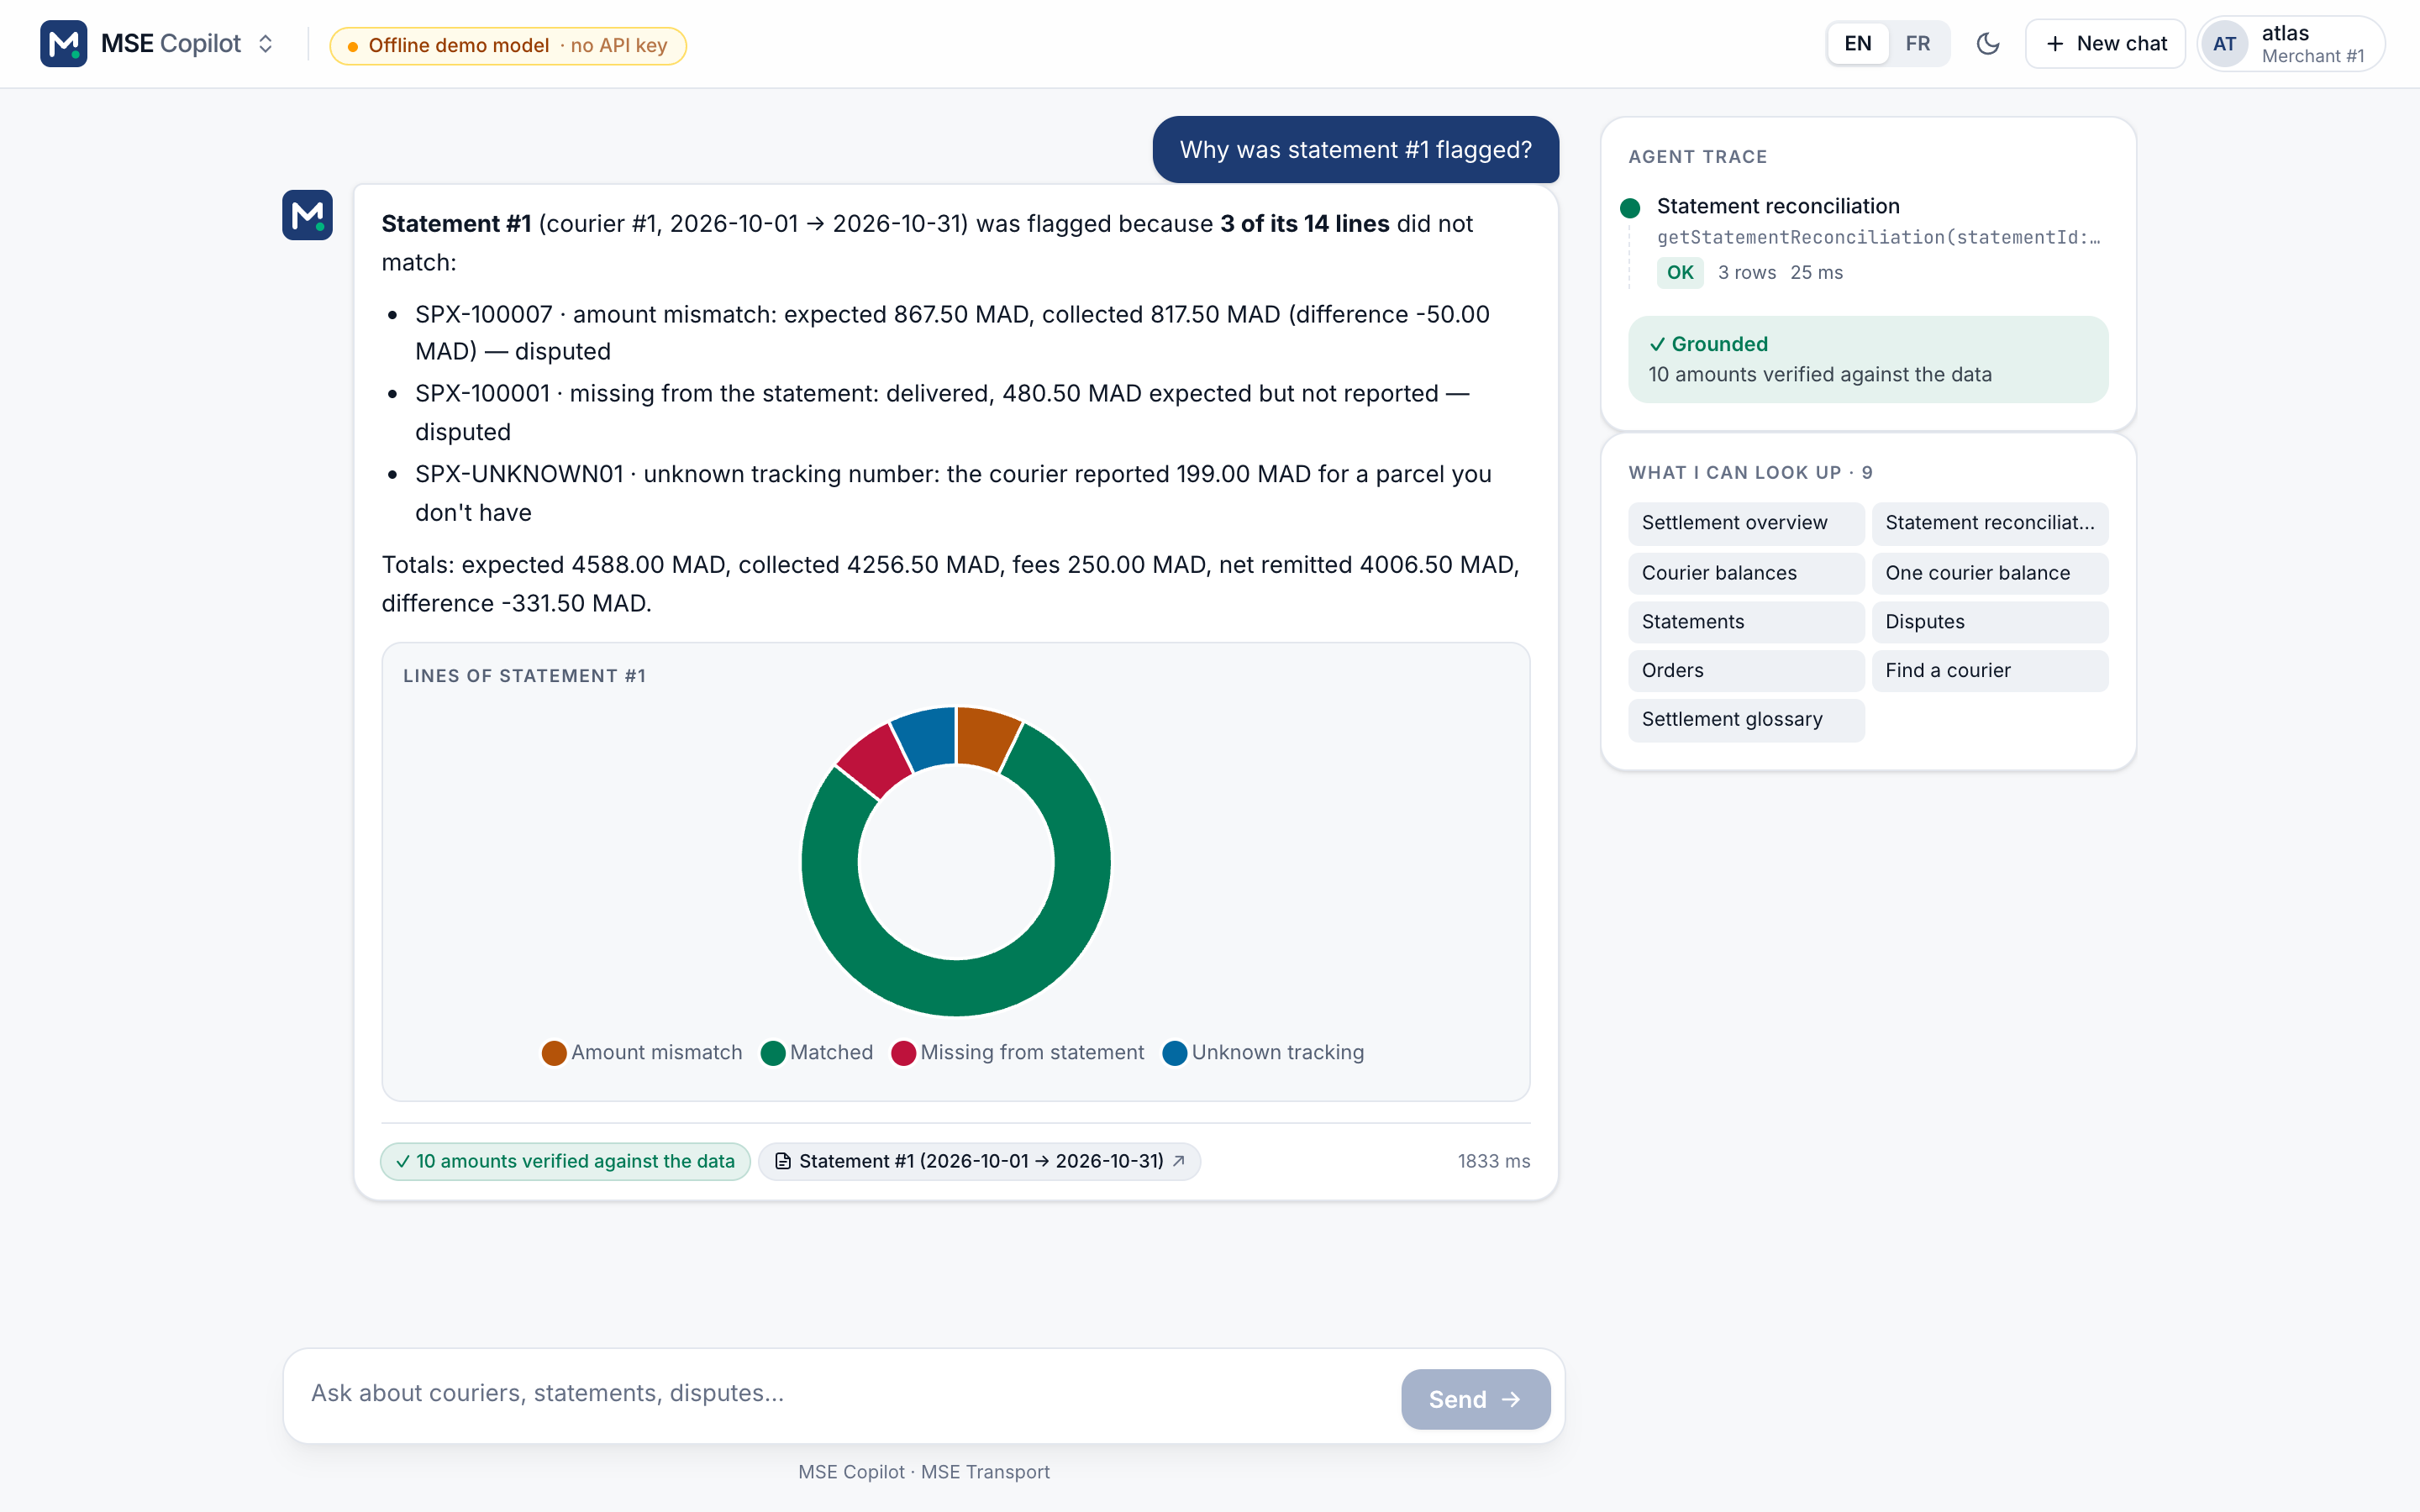 MSE Copilot
Offline demo model · no API key
EN FR
+ New chat
AT
atlas
Merchant #1
Why was statement #1 flagged?
Statement #1 (courier #1, 2026-10-01 → 2026-10-31) was flagged because 3 of its 14 lines did not
match:
• SPX-100007 · amount mismatch: expected 867.50 MAD, collected 817.50 MAD (difference -50.00
MAD) — disputed
• SPX-100001 · missing from the statement: delivered, 480.50 MAD expected but not reported —
disputed
• SPX-UNKNOWN01 · unknown tracking number: the courier reported 199.00 MAD for a parcel you
don't have
Totals: expected 4588.00 MAD, collected 4256.50 MAD, fees 250.00 MAD, net remitted 4006.50 MAD,
difference -331.50 MAD.
LINES OF STATEMENT #1
Amount mismatch Matched Missing from statement Unknown tracking
✓ 10 amounts verified against the data
Statement #1 (2026-10-01 → 2026-10-31) ↗
1833 ms
AGENT TRACE
Statement reconciliation
getStatementReconciliation(statementId:…
OK 3 rows 25 ms
✓ Grounded
10 amounts verified against the data
WHAT I CAN LOOK UP · 9
Settlement overview
Statement reconciliat…
Courier balances
One courier balance
Statements
Disputes
Orders
Find a courier
Settlement glossary
Ask about couriers, statements, disputes…
Send →
MSE Copilot · MSE Transport